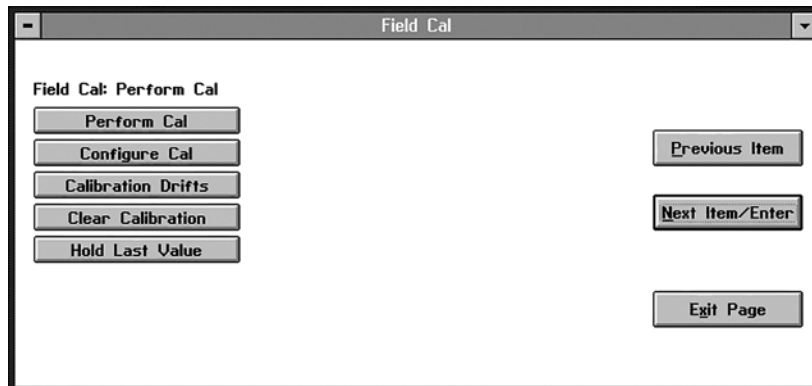 Field Cal
Field Cal: Perform Cal
Perform Cal
Configure Cal
Calibration Drifts
Clear Calibration
Hold Last Value
Previous Item
Next Item/Enter
Exit Page